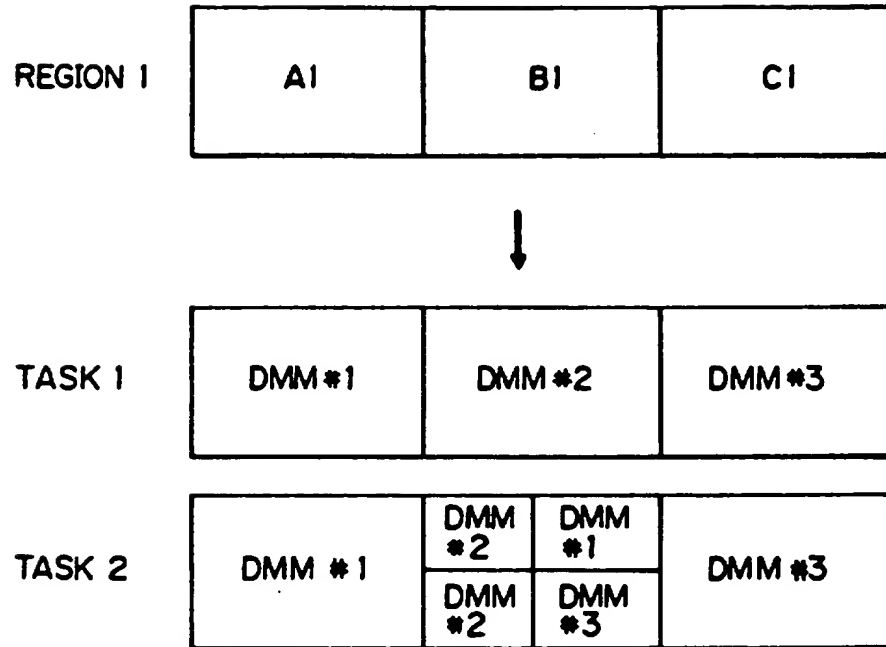 REGION 1 A1 B1 C1
TASK 1 DMM #1 DMM #2 DMM #3
TASK 2 DMM #1 DMM #2 DMM #1 DMM #2 DMM #3 DMM #3